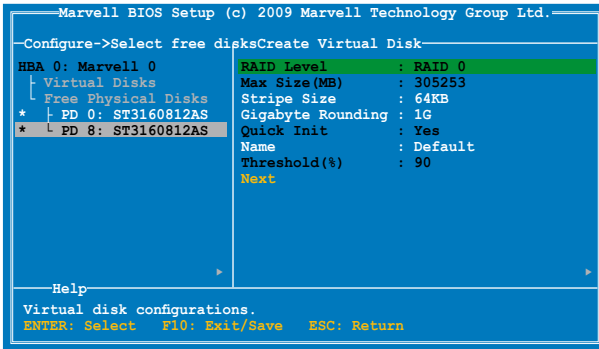 Marvell BIOS Setup (c) 2009 Marvell Technology Group Ltd.
Configure->Select free disksCreate Virtual Disk
HBA 0: Marvell 0
Virtual Disks
Free Physical Disks
* PD 0: ST3160812AS
* PD 8: ST3160812AS
RAID Level : RAID 0
Max Size(MB) : 305253
Stripe Size : 64KB
Gigabyte Rounding : 1G
Quick Init : Yes
Name : Default
Threshold(%) : 90
Next
Help
Virtual disk configurations.
ENTER: Select F10: Exit/Save ESC: Return